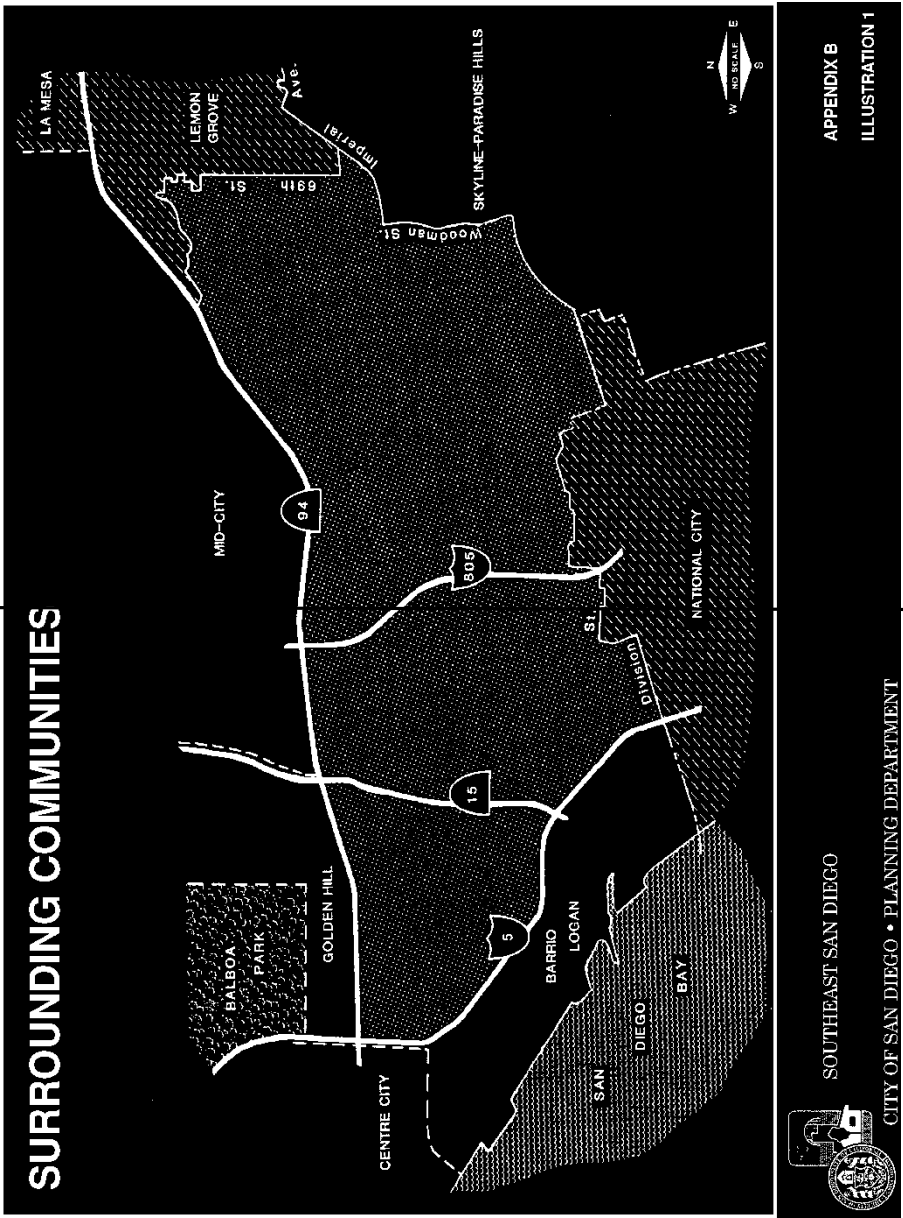 SURROUNDING COMMUNITIES
LA MESA
LEMON
GROVE
69th
St.
Imperial
Ave.
Woodman St.
SKYLINE-PARADISE HILLS
MID-CITY
94
805
15
5
BALBOA
PARK
GOLDEN HILL
CENTRE CITY
BARRIO
LOGAN
SAN
DIEGO
BAY
Division
St.
NATIONAL CITY
N
W NO SCALE E
S
SOUTHEAST SAN DIEGO
CITY OF SAN DIEGO • PLANNING DEPARTMENT
APPENDIX B
ILLUSTRATION 1